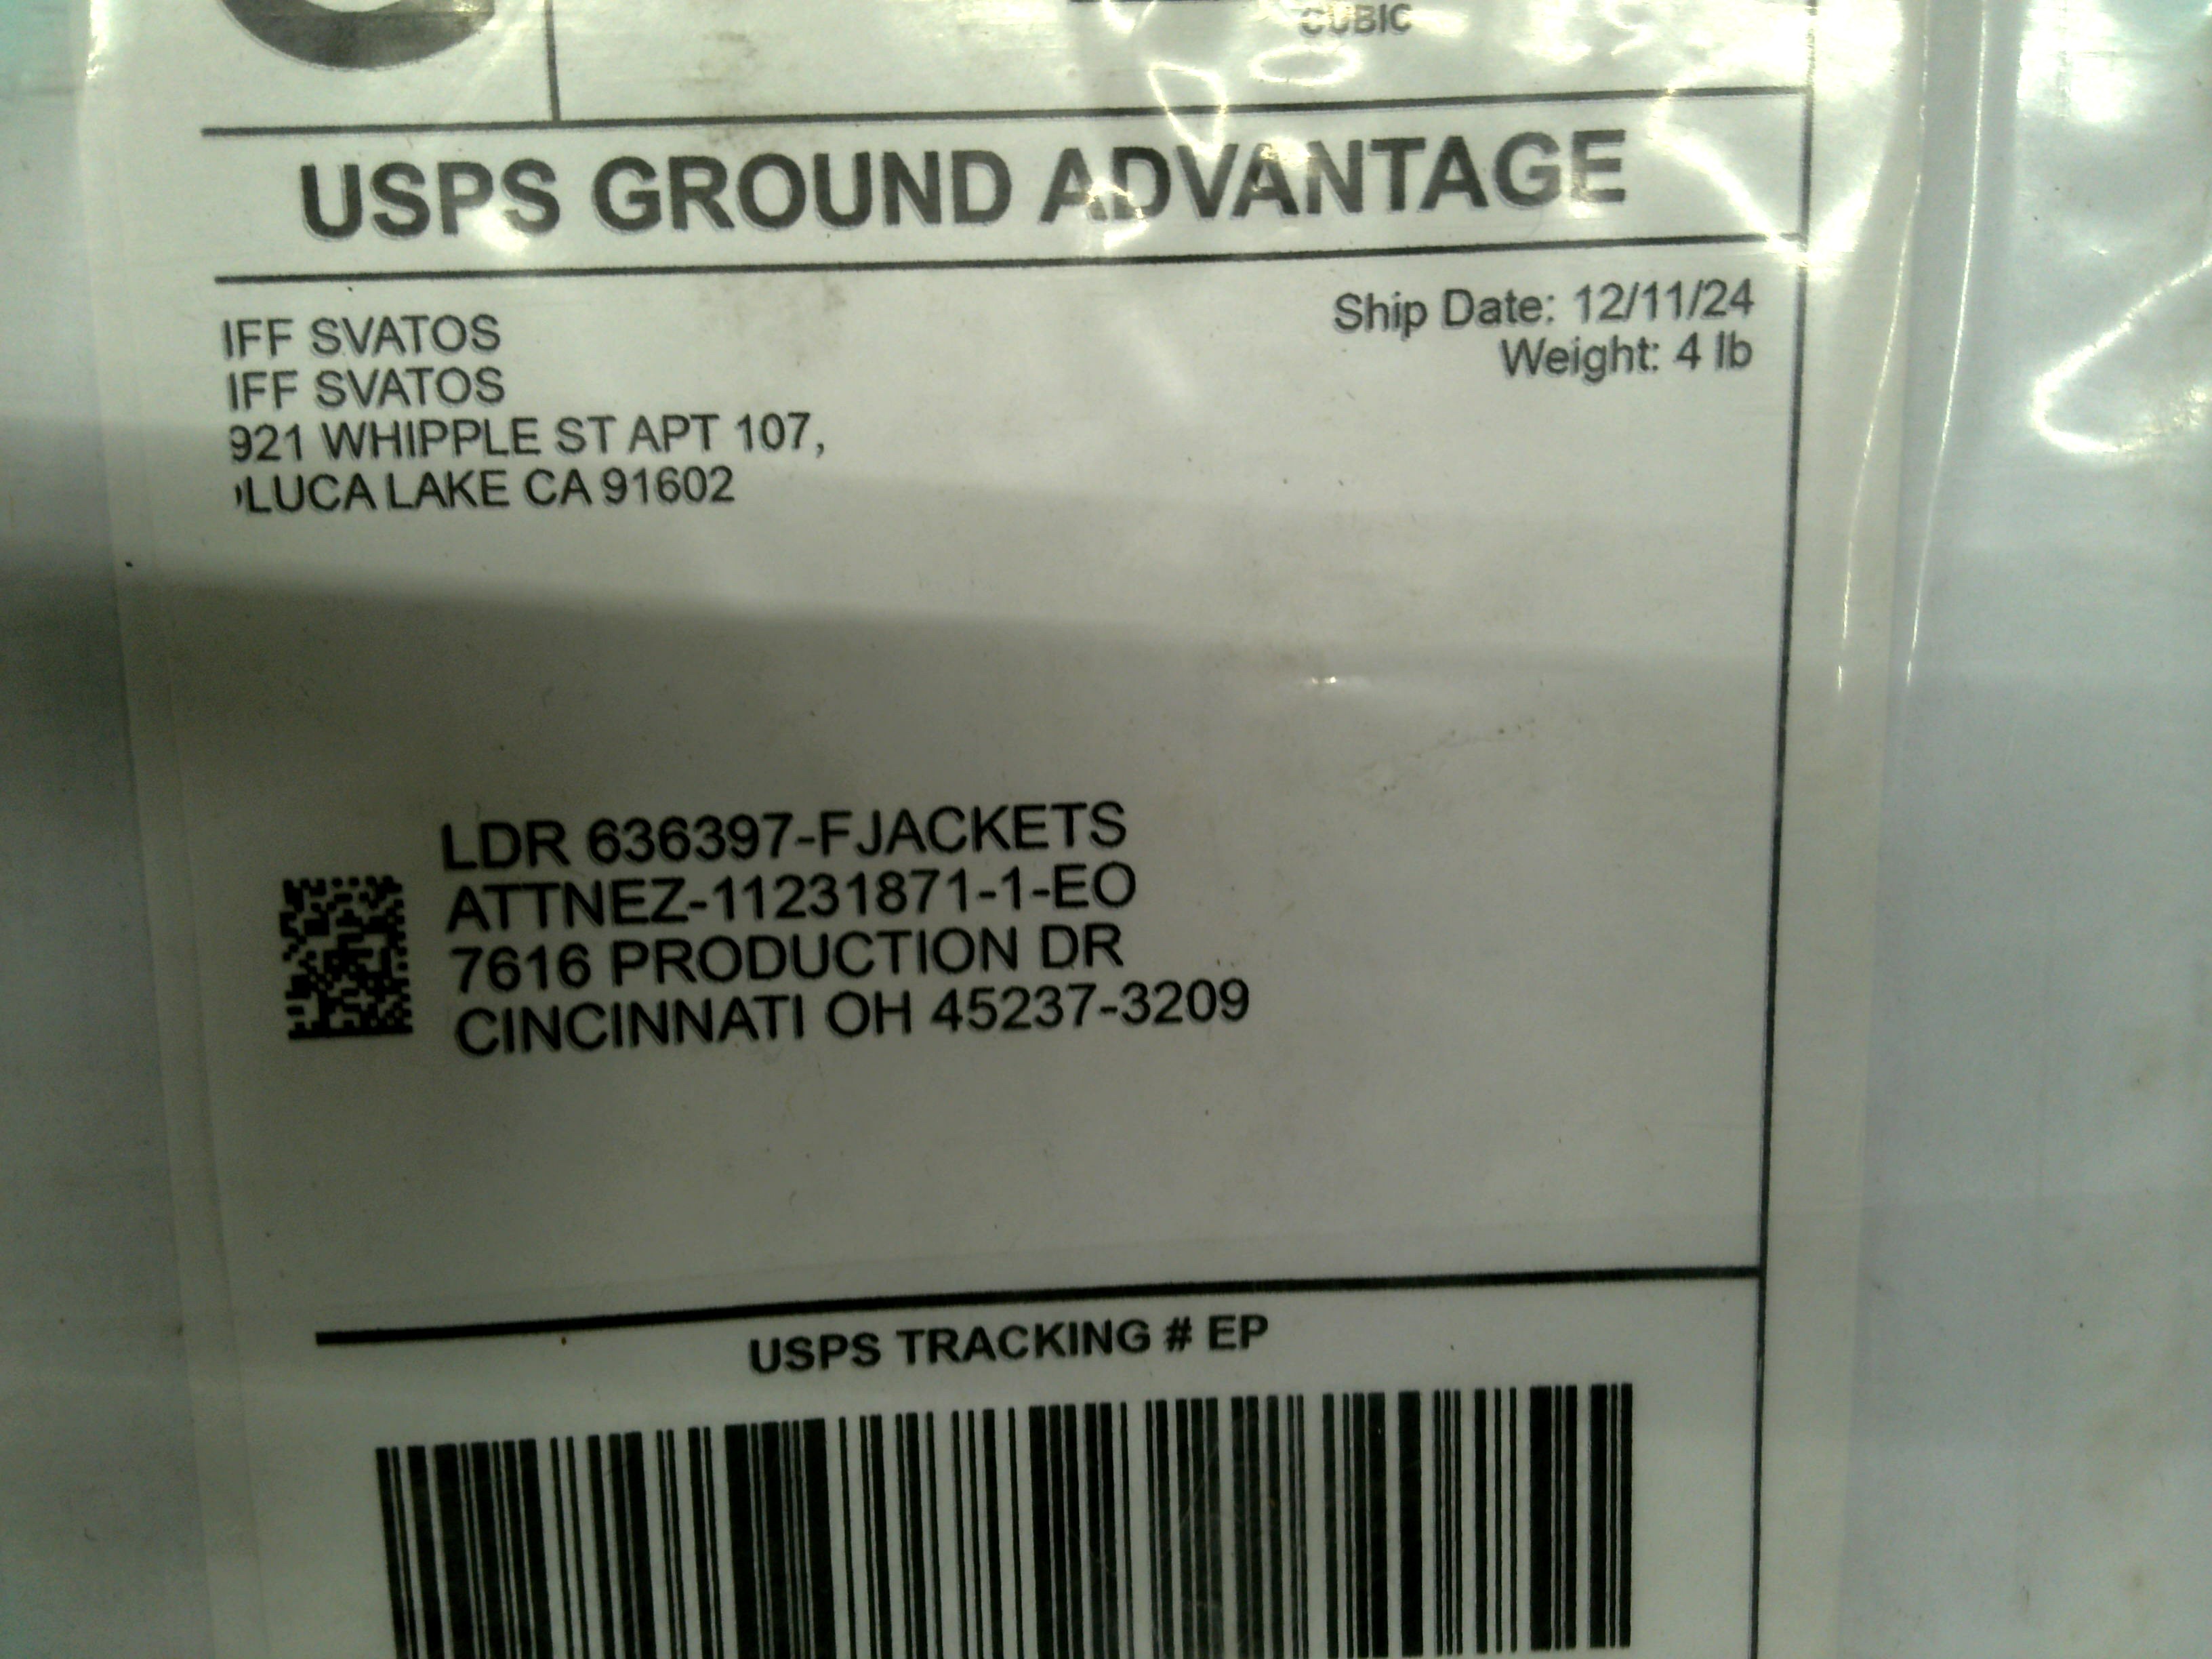 CUBIC
USPS GROUND ADVANTAGE
Ship Date: 12/11/24
Weight: 4 lb
IFF SVATOS
IFF SVATOS
921 WHIPPLE ST APT 107,
LUCA LAKE CA 91602
LDR 636397-FJACKETS
ATTNEZ-11231871-1-EO
7616 PRODUCTION DR
CINCINNATI OH 45237-3209
USPS TRACKING # EP